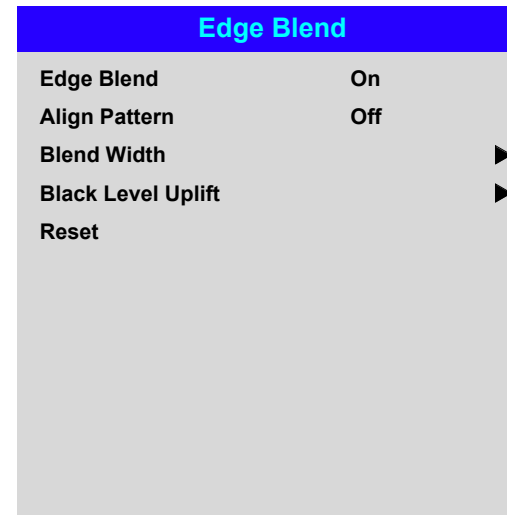 Edge Blend
Edge Blend On
Align Pattern Off
Blend Width
Black Level Uplift
Reset